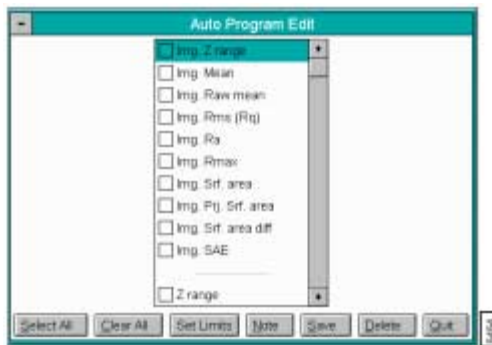 Auto Program Edit
Img. Z range
Img. Mean
Img. Raw mean
Img. Rms (Rq)
Img. Ra
Img. Rmax
Img. Srf. area
Img. Prj. Srf. area
Img. Srf. area diff
Img. SAE
Z range
Select All Clear All Set Limits Note Save Delete Quit